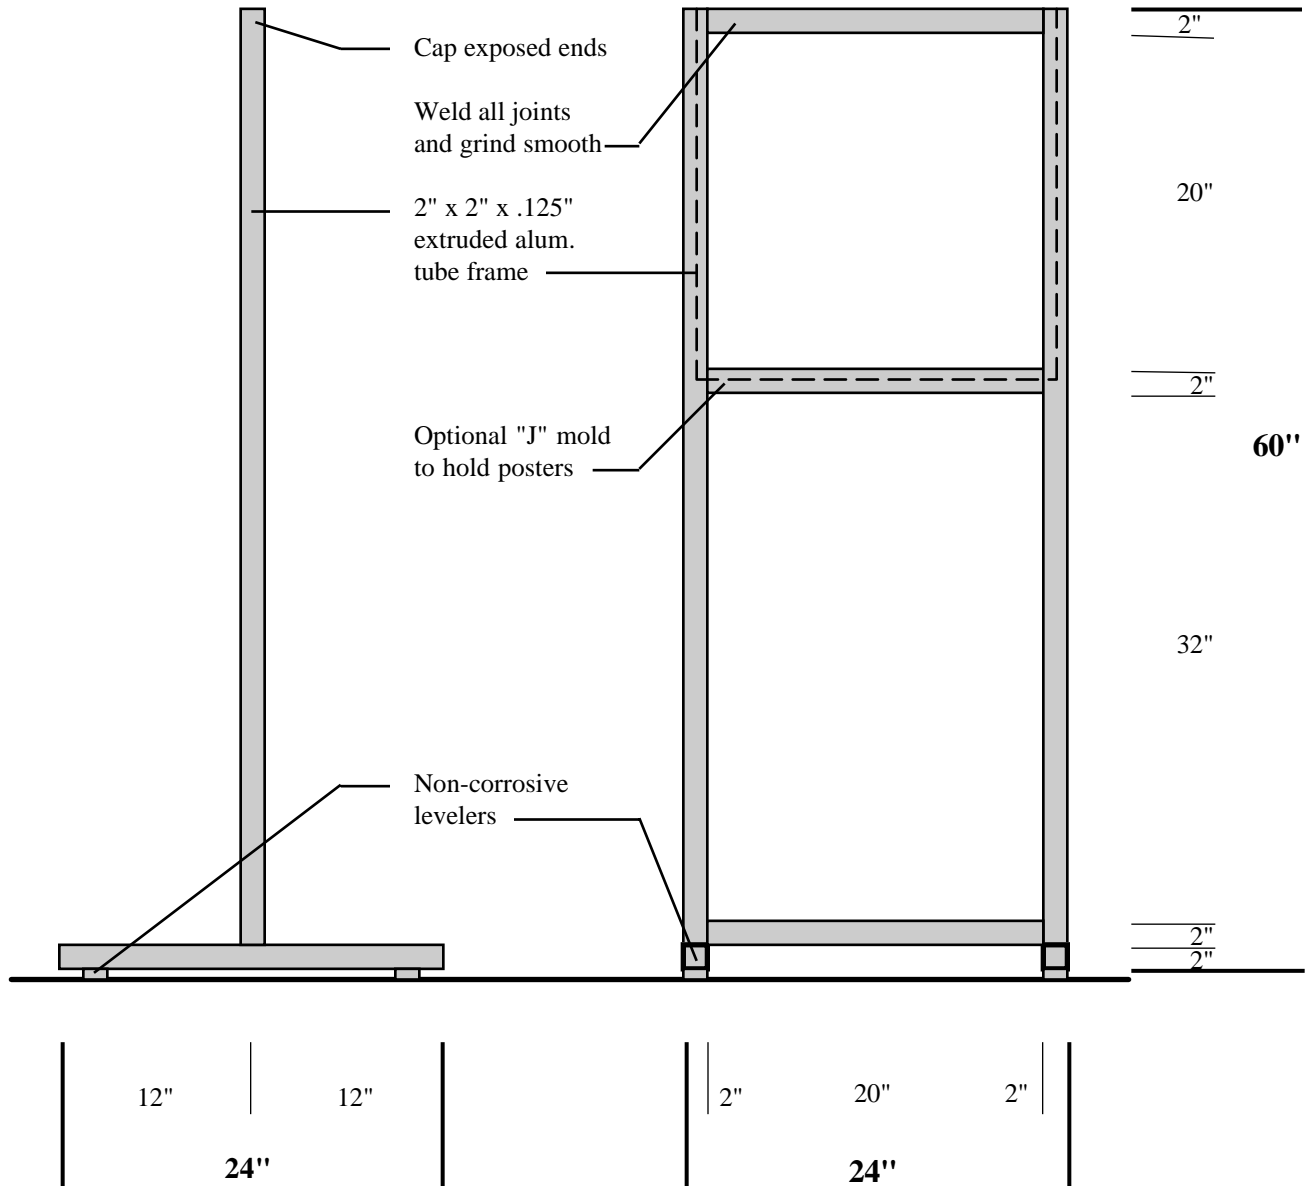 Cap exposed ends
Weld all joints
and grind smooth
2" x 2" x .125"
extruded alum.
tube frame
Optional "J" mold
to hold posters
Non-corrosive
levelers
2"
20"
2"
60"
32"
2"
2"
12"
12"
24"
2"
20"
2"
24"